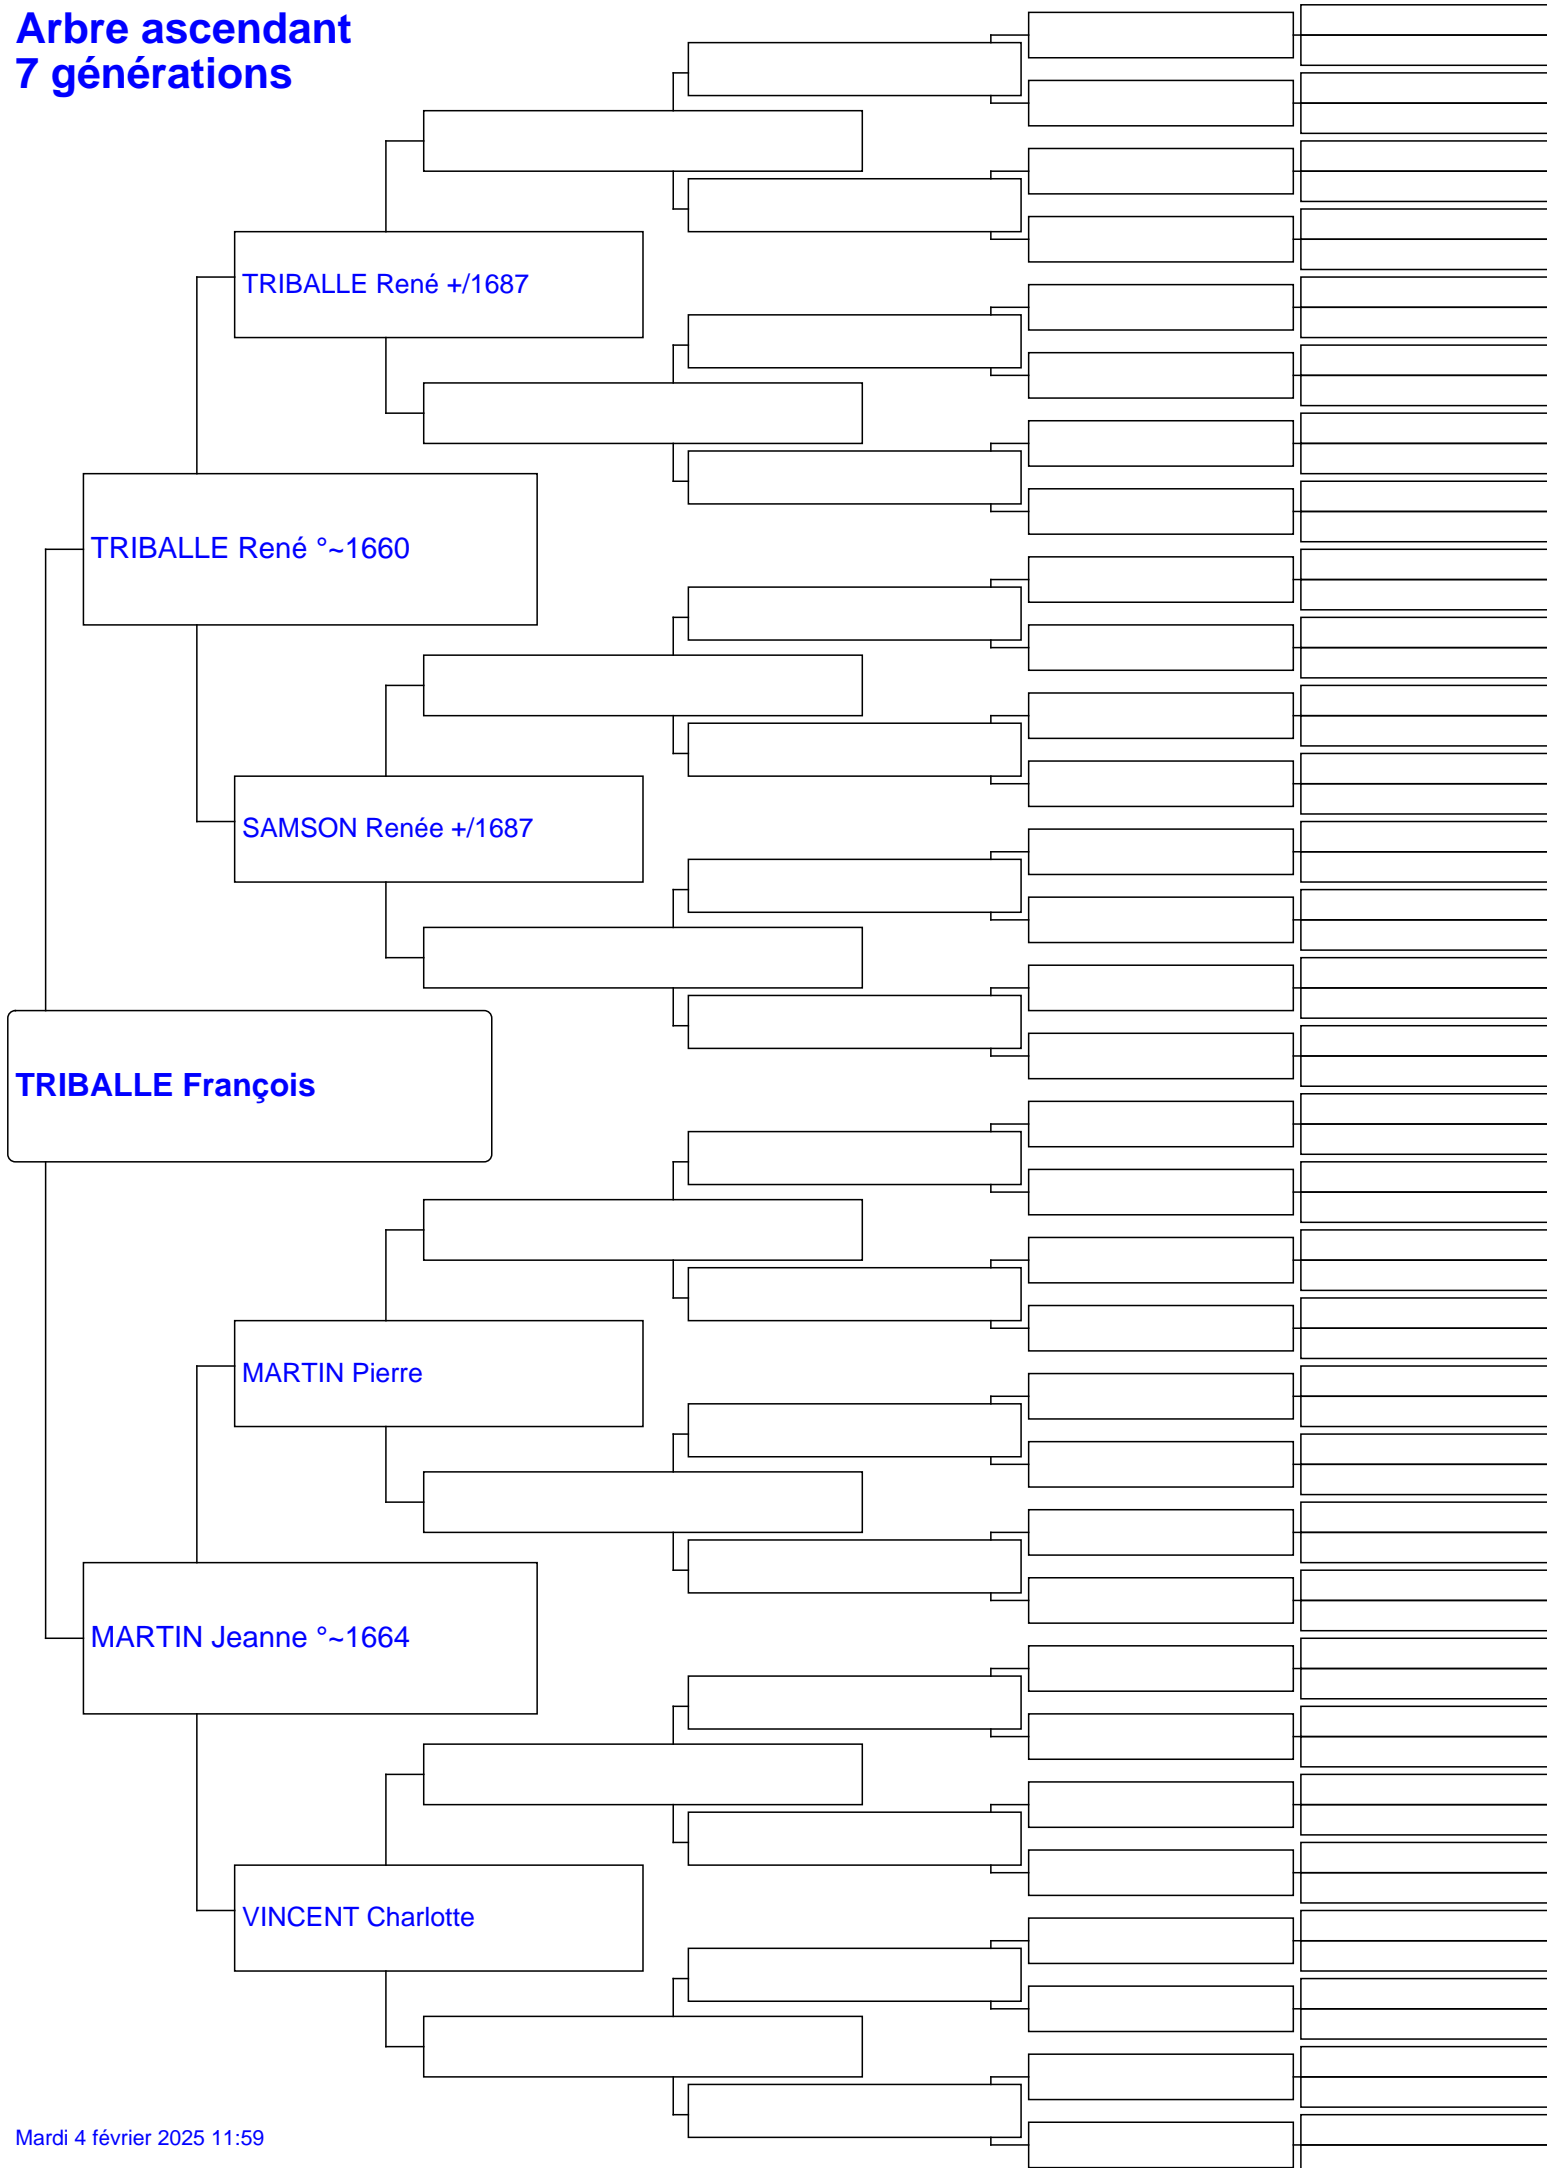 Arbre ascendant
7 générations
TRIBALLE René +/1687
TRIBALLE René °~1660
SAMSON Renée +/1687
TRIBALLE François
MARTIN Pierre
MARTIN Jeanne °~1664
VINCENT Charlotte
Mardi 4 février 2025 11:59